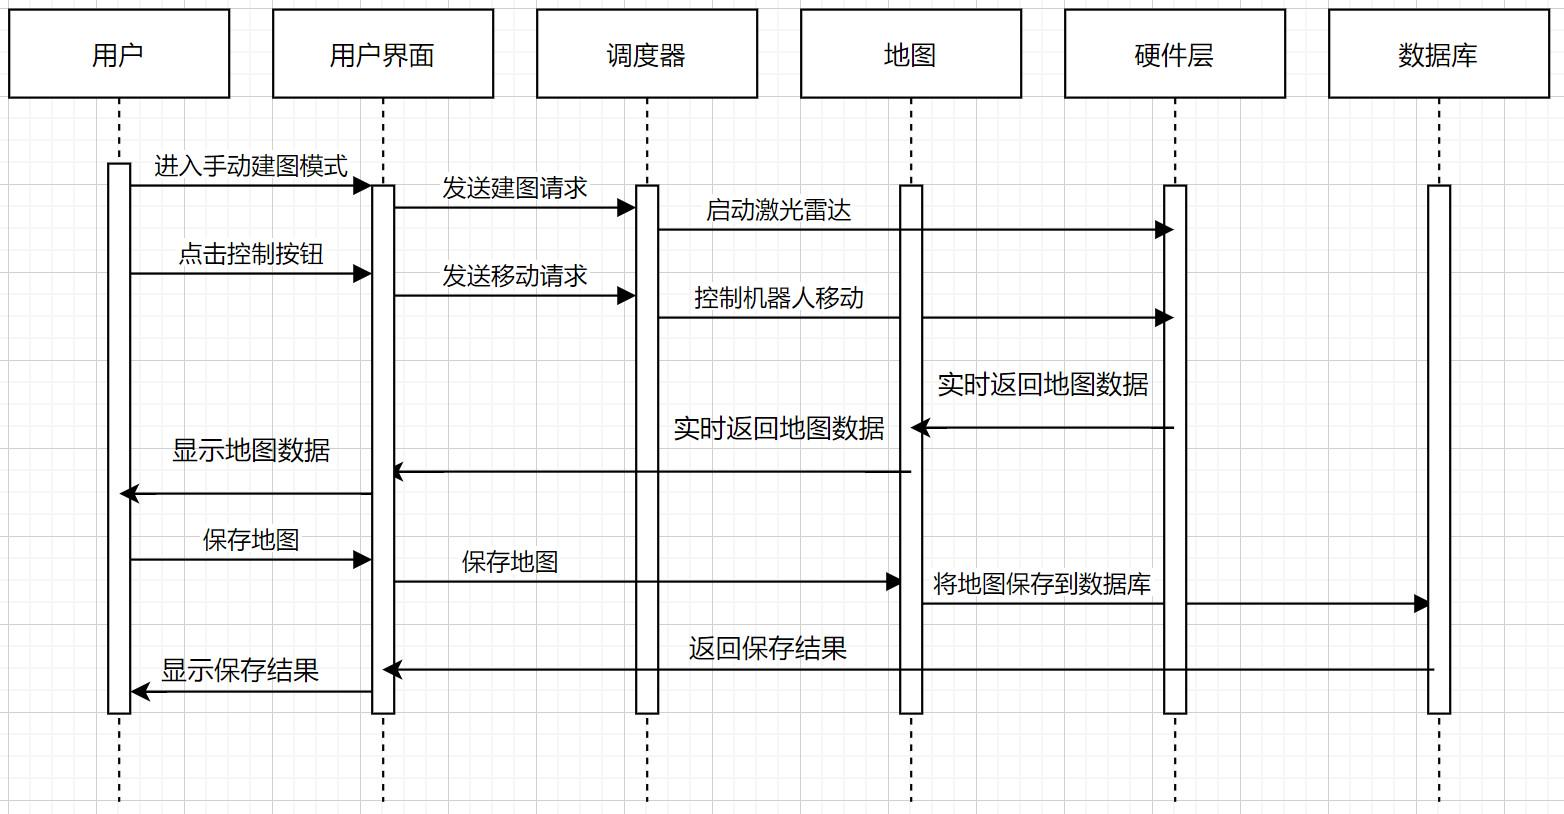 用户
用户界面
调度器
地图
硬件层
数据库
进入手动建图模式
发送建图请求
启动激光雷达
点击控制按钮
发送移动请求
控制机器人移动
实时返回地图数据
实时返回地图数据
显示地图数据
保存地图
保存地图
将地图保存到数据库
返回保存结果
显示保存结果